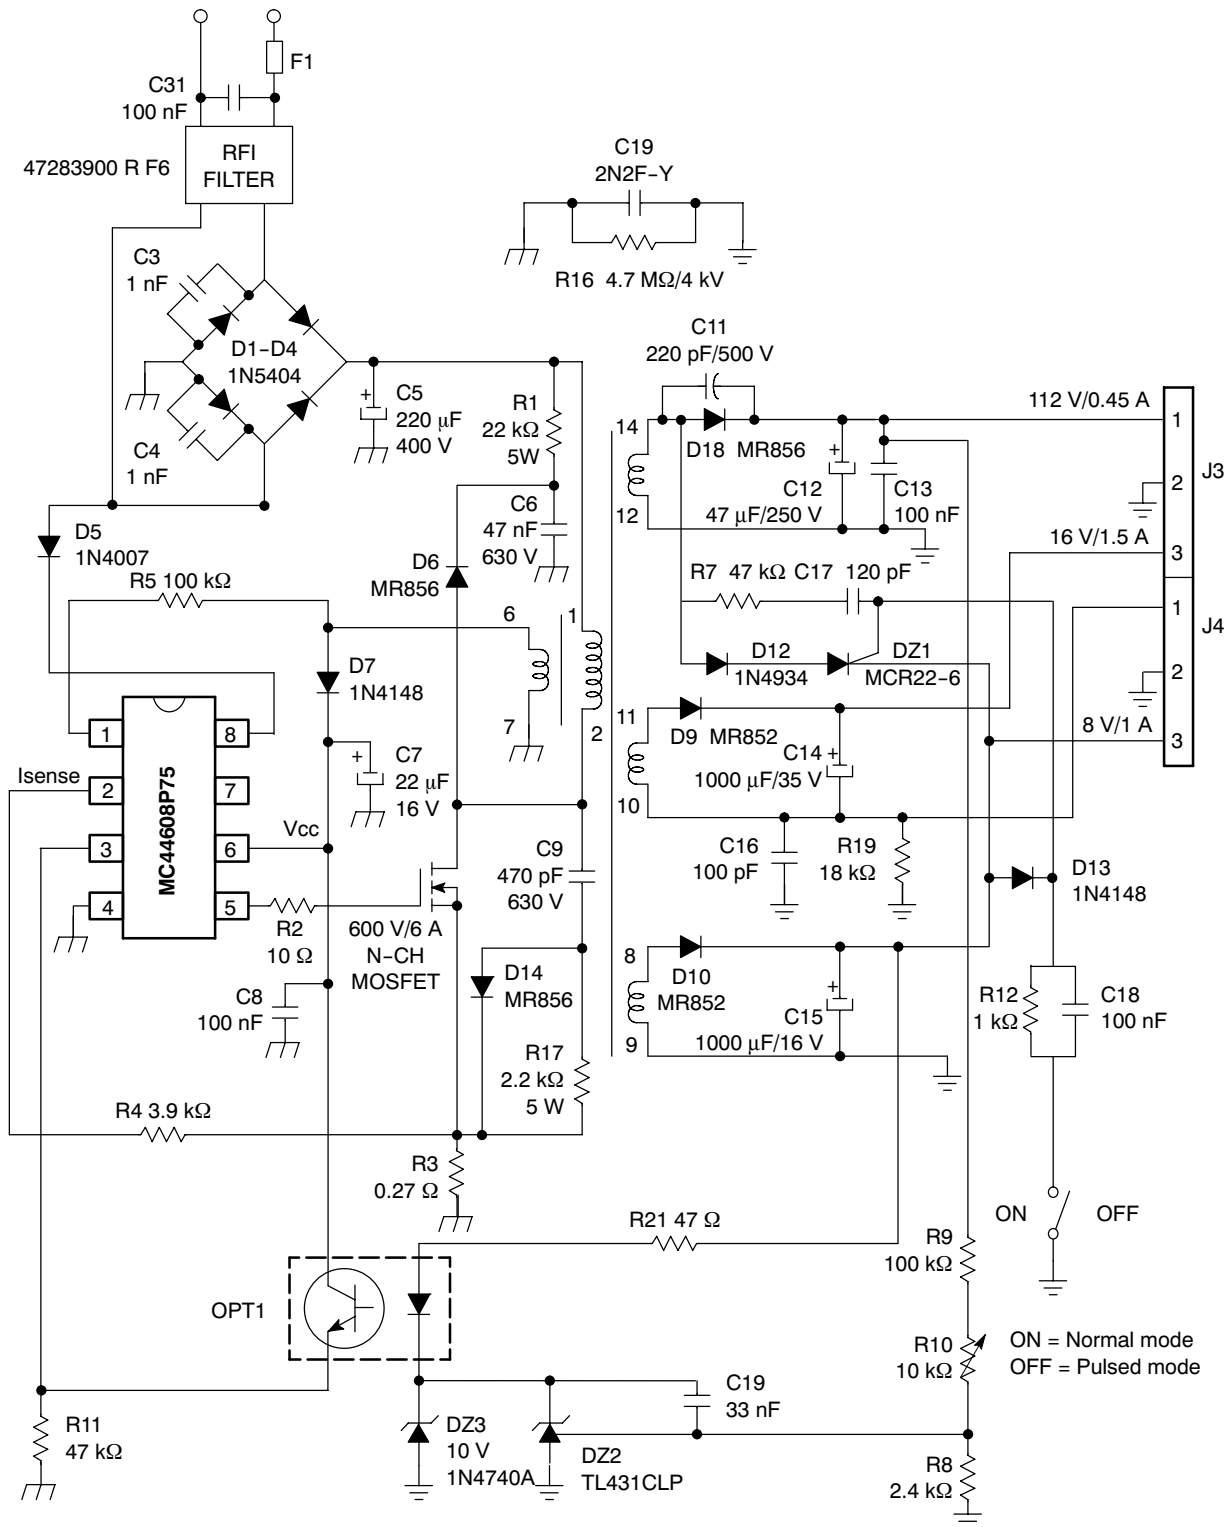 F1
C31
100 nF
47283900 R F6
RFI
FILTER
C19
2N2F-Y
R16 4.7 MΩ/4 kV
C3
1 nF
D1-D4
1N5404
C4
1 nF
+
C5
220 µF
400 V
R1
22 kΩ
5W
C11
220 pF/500 V
14
D18 MR856
112 V/0.45 A
1
2
3
J3
+
C12
47 µF/250 V
C13
100 nF
12
16 V/1.5 A
D5
1N4007
R5 100 kΩ
D6
MR856
C6
47 nF
630 V
R7 47 kΩ C17 120 pF
1
2
3
J4
6
1
7
2
D7
1N4148
D12
1N4934
DZ1
MCR22-6
8 V/1 A
11
D9 MR852
C14
+
1000 µF/35 V
10
MC44608P75
1
2
3
4
8
7
6
5
Isense
Vcc
+
C7
22 µF
16 V
C9
470 pF
630 V
C16
100 pF
R19
18 kΩ
D13
1N4148
R2
10 Ω
600 V/6 A
N-CH
MOSFET
D14
MR856
8
D10
MR852
+
C15
1000 µF/16 V
9
R12
1 kΩ
C18
100 nF
C8
100 nF
R17
2.2 kΩ
5 W
R4 3.9 kΩ
R3
0.27 Ω
R21 47 Ω
ON
OFF
R9
100 kΩ
OPT1
R10
10 kΩ
ON = Normal mode
OFF = Pulsed mode
C19
33 nF
R11
47 kΩ
DZ3
10 V
1N4740A
DZ2
TL431CLP
R8
2.4 kΩ